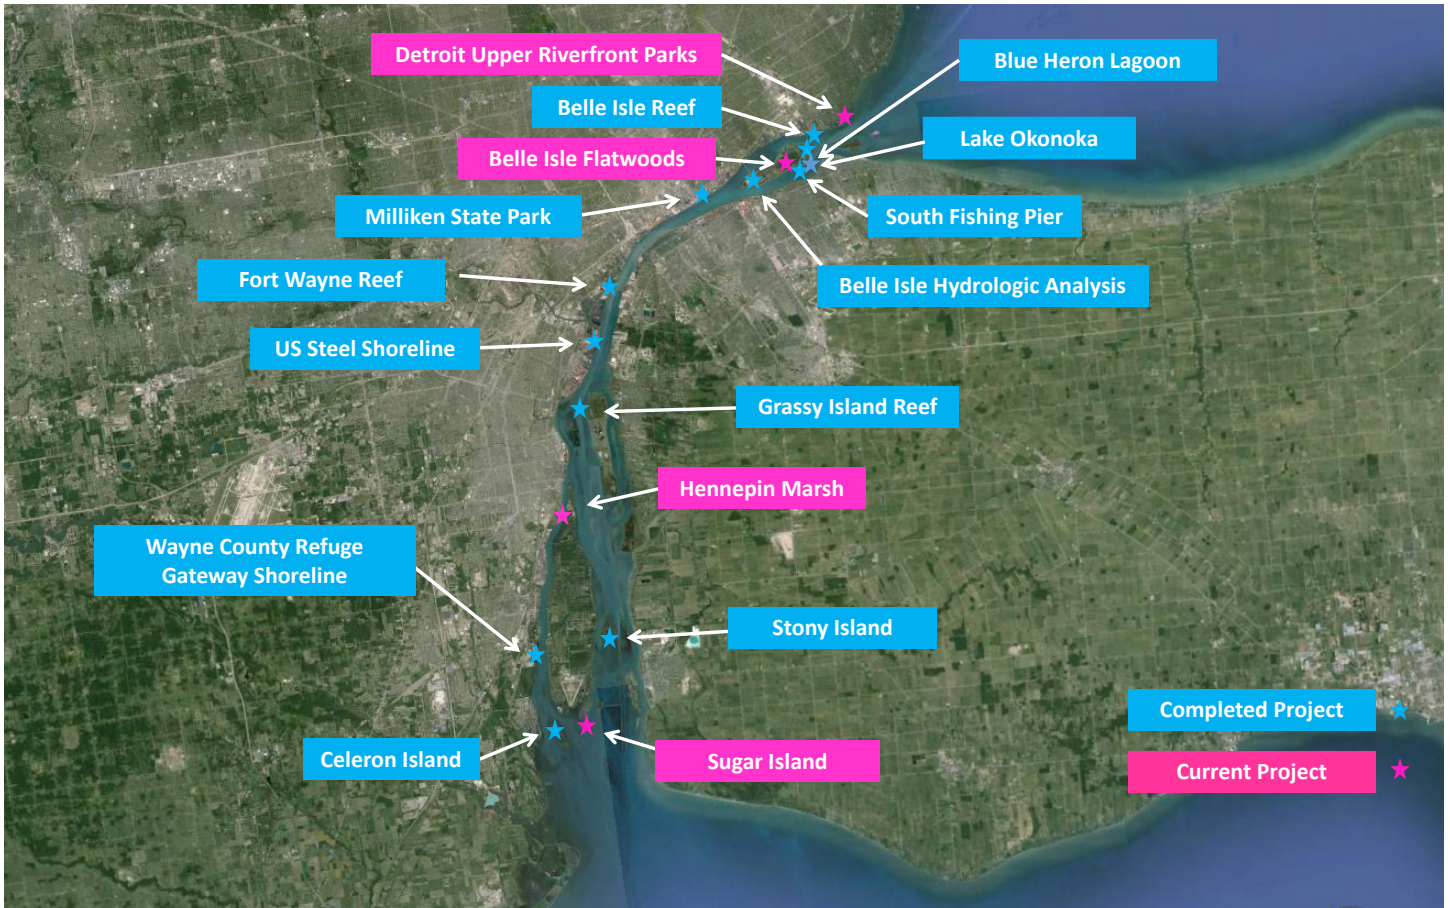 Detroit Upper Riverfront Parks
Blue Heron Lagoon
Belle Isle Reef
Lake Okonoka
Belle Isle Flatwoods
Milliken State Park
South Fishing Pier
Fort Wayne Reef
Belle Isle Hydrologic Analysis
US Steel Shoreline
Grassy Island Reef
Hennepin Marsh
Wayne County Refuge
Gateway Shoreline
Stony Island
Completed Project
Celeron Island
Sugar Island
Current Project